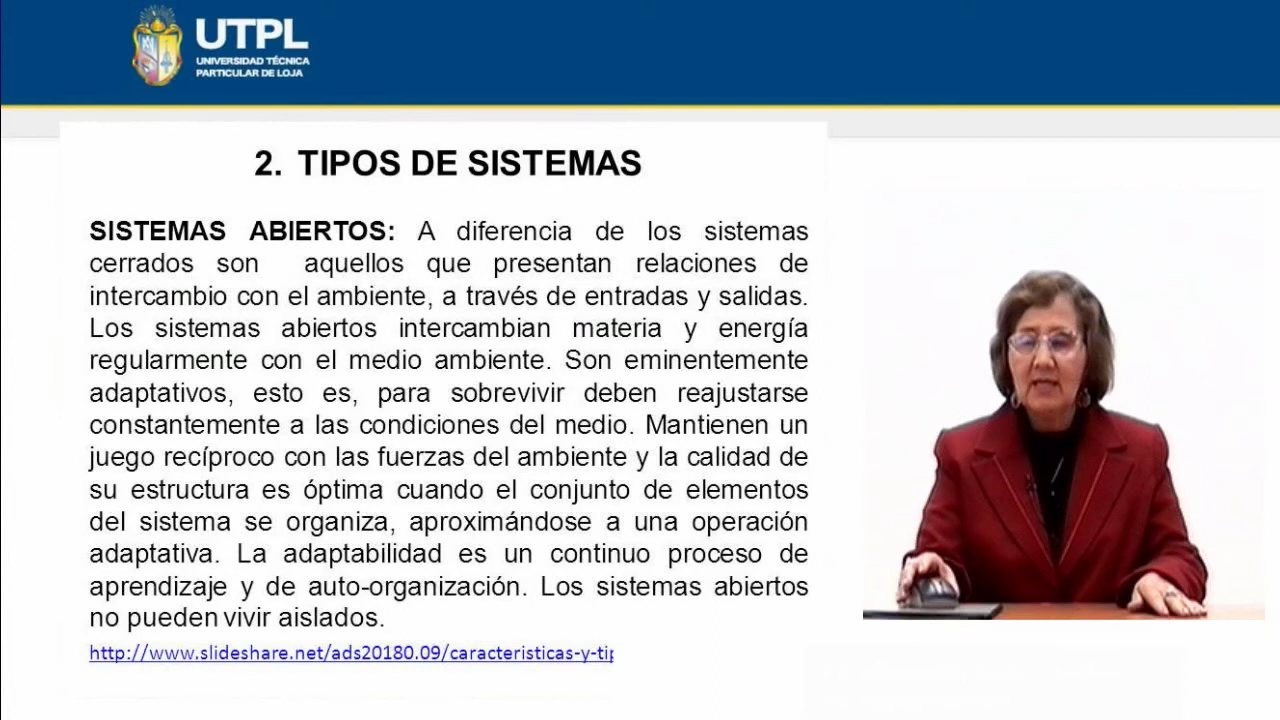 UTPL
UNIVERSIDAD TÉCNICA
PARTICULAR DE LOJA
2. TIPOS DE SISTEMAS
SISTEMAS ABIERTOS: A diferencia de los sistemas
cerrados son aquellos que presentan relaciones de
intercambio con el ambiente, a través de entradas y salidas.
Los sistemas abiertos intercambian materia y energía
regularmente con el medio ambiente. Son eminentemente
adaptativos, esto es, para sobrevivir deben reajustarse
constantemente a las condiciones del medio. Mantienen un
juego recíproco con las fuerzas del ambiente y la calidad de
su estructura es óptima cuando el conjunto de elementos
del sistema se organiza, aproximándose a una operación
adaptativa. La adaptabilidad es un continuo proceso de
aprendizaje y de auto-organización. Los sistemas abiertos
no pueden vivir aislados.
http://www.slideshare.net/ads20180.09/caracteristicas-y-tip